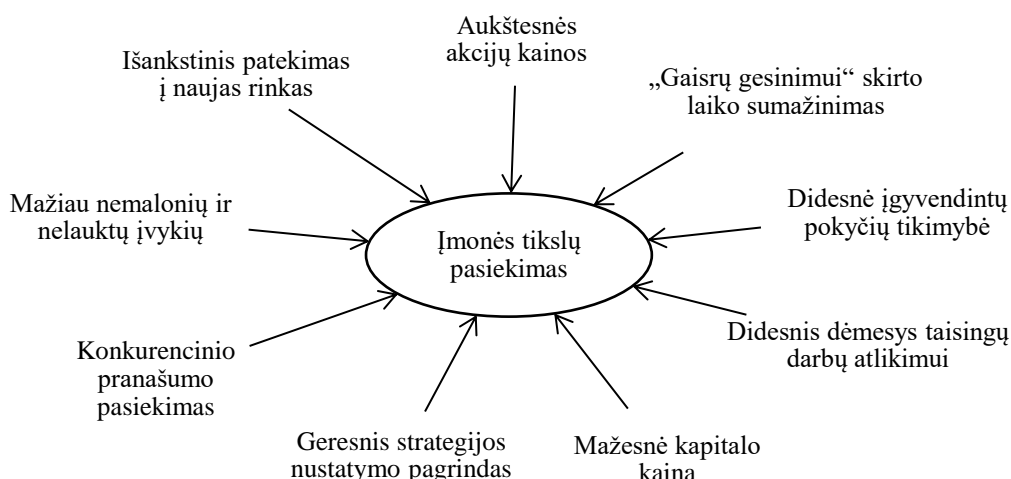 Aukštesnės
akcijų kainos
Išankstinis patekimas
į naujas rinkas
„Gaisrų gesinimui“ skirto
laiko sumažinimas
Mažiau nemalonių ir
nelauktų įvykių
Didesnė įgyvendintų
pokyčių tikimybė
Įmonės tikslų
pasiekimas
Konkurencinio
pranašumo
pasiekimas
Didesnis dėmesys taisingų
darbų atlikimui
Geresnis strategijos
nustatymo pagrindas
Mažesnė kapitalo
kaina